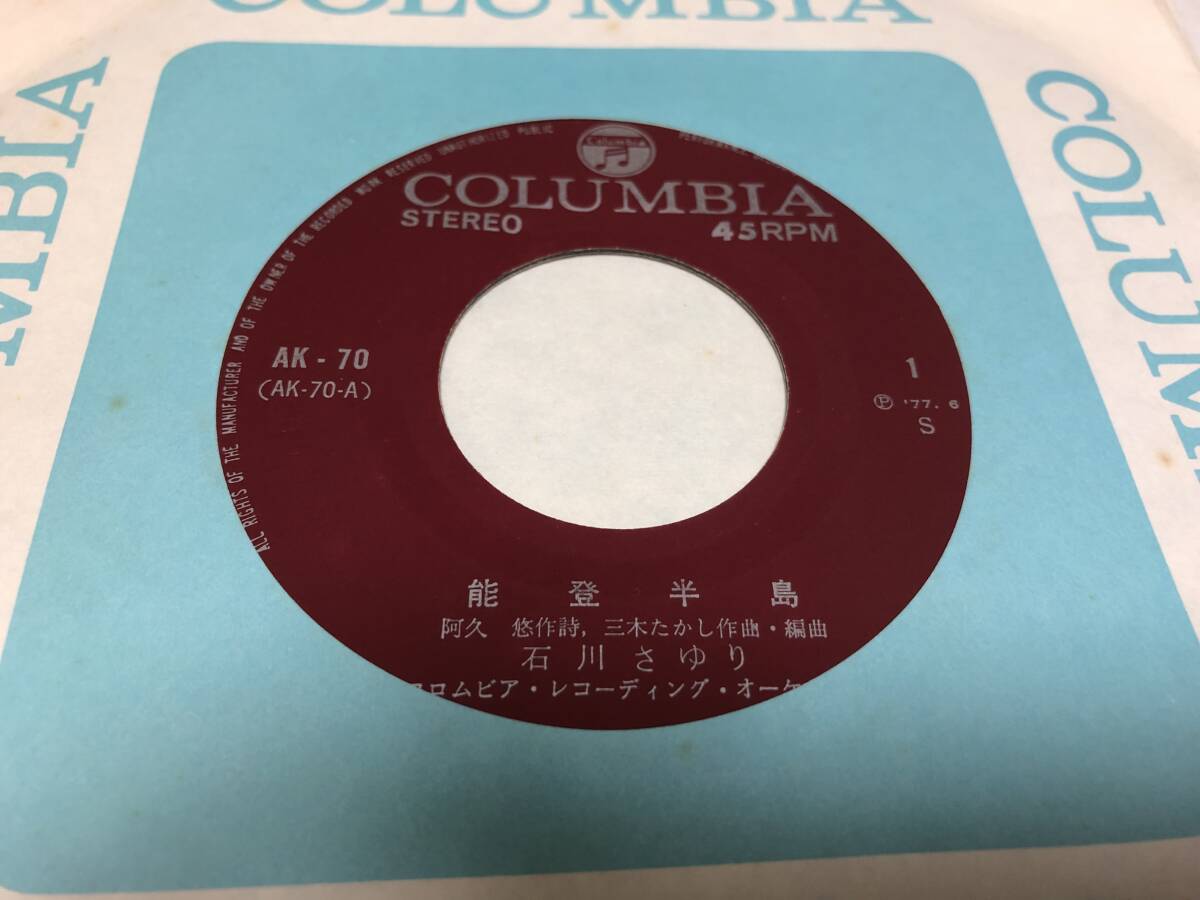 COLUMBIA
MBIA
COLUM
ALL RIGHTS OF THE MANUFACTURER AND OF THE OWNER OF THE RECORDED WORK RESERVED UNAUTHORIZED PUBLIC
Columbia
COLUMBIA
STEREO 45RPM
AK-70
(AK-70-A)
1
Ⓟ '77.6
S
能登半島
阿久 悠作詩, 三木たかし作曲・編曲
石川さゆり
コロムビア・レコーディング・オーケ